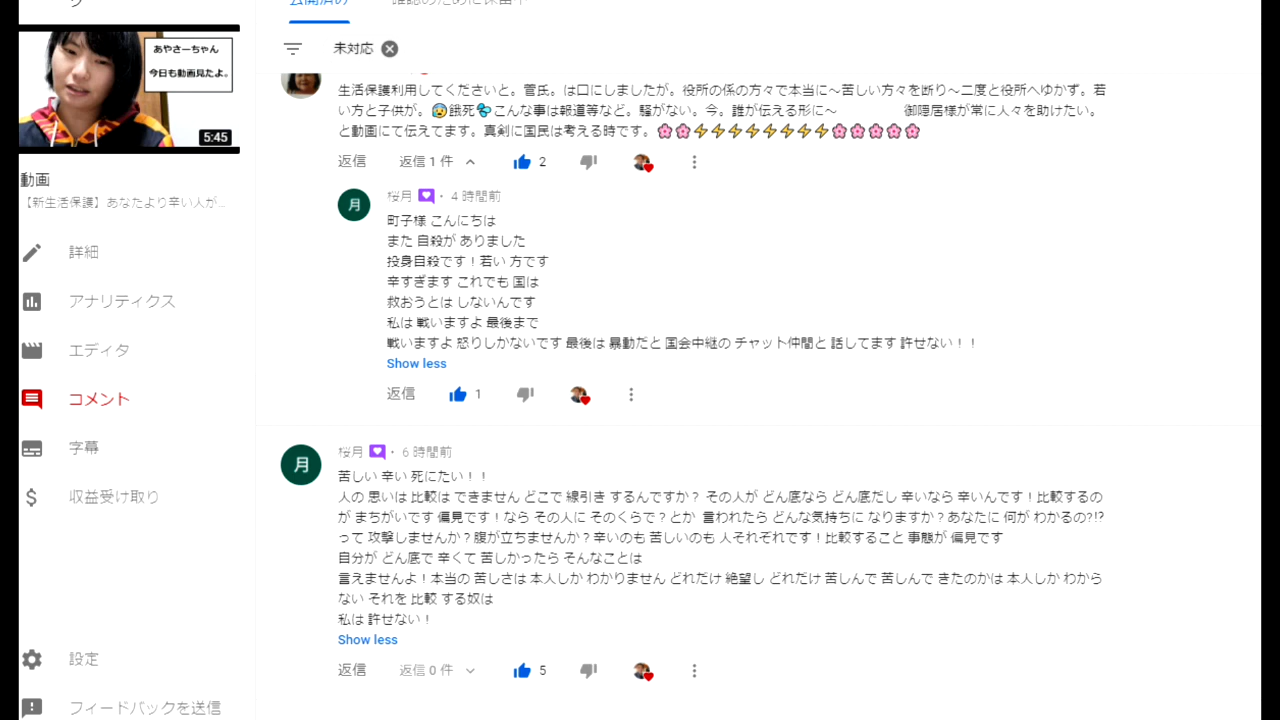 あやさーちゃん
今日も動画見たよ。
5:45
動画
【新生活保護】あなたより辛い人が...
詳細
アナリティクス
エディタ
コメント
字幕
収益受け取り
設定
フィードバックを送信
未対応
生活保護利用してくださいと。菅氏。は口にしましたが。役所の係の方々で本当に～苦しい方々を断り～二度と役所へゆかず。若
い方と子供が。😰餓死💫こんな事は報道等など。騒がない。今。誰が伝える形に～ 御隠居様が常に人々を助けたい。
と動画にて伝えてます。真剣に国民は考える時です。🌸🌸⚡⚡⚡⚡⚡⚡⚡⚡🌸🌸🌸🌸🌸
返信 返信 1 件 2
月 桜月 ・ 4 時間前
町子様 こんにちは
また 自殺が ありました
投身自殺です！若い 方です
辛すぎます これでも 国は
救おうとは しないんです
私は 戦いますよ 最後まで
戦いますよ 怒りしかないです 最後は 暴動だと 国会中継の チャット仲間と 話してます 許せない！！
Show less
返信 1
月 桜月 ・ 6 時間前
苦しい 辛い 死にたい！！
人の 思いは 比較は できません どこで 線引き するんですか？ その人が どん底なら どん底だし 辛いなら 辛いんです！比較するの
が まちがいです 偏見です！なら その人に そのくらで？とか 言われたら どんな気持ちに なりますか？あなたに 何が わかるの?!?
って 攻撃しませんか？腹が立ちませんか？辛いのも 苦しいのも 人それぞれです！比較すること 事態が 偏見です
自分が どん底で 辛くて 苦しかったら そんなことは
言えませんよ！本当の 苦しさは 本人しか わかりません どれだけ 絶望し どれだけ 苦しんで 苦しんで きたのかは 本人しか わから
ない それを 比較 する奴は
私は 許せない！
Show less
返信 返信 0 件 5